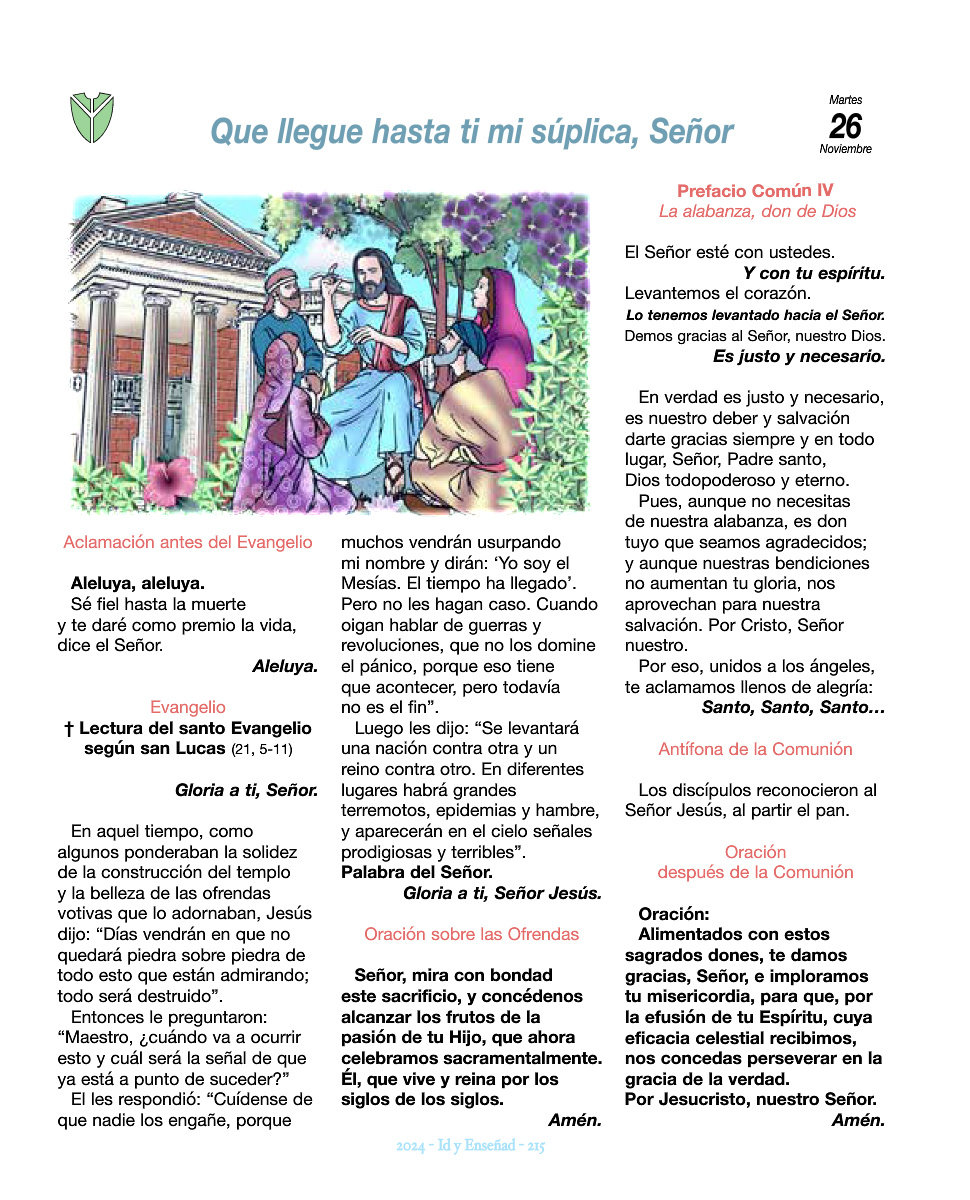 Que llegue hasta ti mi súplica, Señor
Martes
26
Noviembre
Aclamación antes del Evangelio
Aleluya, aleluya.
Sé fiel hasta la muerte
y te daré como premio la vida,
dice el Señor.
Aleluya.
Evangelio
† Lectura del santo Evangelio
según san Lucas (21, 5-11)
Gloria a ti, Señor.
En aquel tiempo, como
algunos ponderaban la solidez
de la construcción del templo
y la belleza de las ofrendas
votivas que lo adornaban, Jesús
dijo: “Días vendrán en que no
quedará piedra sobre piedra de
todo esto que están admirando;
todo será destruido”.
Entonces le preguntaron:
“Maestro, ¿cuándo va a ocurrir
esto y cuál será la señal de que
ya está a punto de suceder?”
El les respondió: “Cuídense de
que nadie los engañe, porque
muchos vendrán usurpando
mi nombre y dirán: ‘Yo soy el
Mesías. El tiempo ha llegado’.
Pero no les hagan caso. Cuando
oigan hablar de guerras y
revoluciones, que no los domine
el pánico, porque eso tiene
que acontecer, pero todavía
no es el fin”.
Luego les dijo: “Se levantará
una nación contra otra y un
reino contra otro. En diferentes
lugares habrá grandes
terremotos, epidemias y hambre,
y aparecerán en el cielo señales
prodigiosas y terribles”.
Palabra del Señor.
Gloria a ti, Señor Jesús.
Oración sobre las Ofrendas
Señor, mira con bondad
este sacrificio, y concédenos
alcanzar los frutos de la
pasión de tu Hijo, que ahora
celebramos sacramentalmente.
Él, que vive y reina por los
siglos de los siglos.
Amén.
Prefacio Común IV
La alabanza, don de Dios
El Señor esté con ustedes.
Y con tu espíritu.
Levantemos el corazón.
Lo tenemos levantado hacia el Señor.
Demos gracias al Señor, nuestro Dios.
Es justo y necesario.
En verdad es justo y necesario,
es nuestro deber y salvación
darte gracias siempre y en todo
lugar, Señor, Padre santo,
Dios todopoderoso y eterno.
Pues, aunque no necesitas
de nuestra alabanza, es don
tuyo que seamos agradecidos;
y aunque nuestras bendiciones
no aumentan tu gloria, nos
aprovechan para nuestra
salvación. Por Cristo, Señor
nuestro.
Por eso, unidos a los ángeles,
te aclamamos llenos de alegría:
Santo, Santo, Santo…
Antífona de la Comunión
Los discípulos reconocieron al
Señor Jesús, al partir el pan.
Oración
después de la Comunión
Oración:
Alimentados con estos
sagrados dones, te damos
gracias, Señor, e imploramos
tu misericordia, para que, por
la efusión de tu Espíritu, cuya
eficacia celestial recibimos,
nos concedas perseverar en la
gracia de la verdad.
Por Jesucristo, nuestro Señor.
Amén.
2024 - Id y Enseñad - 215